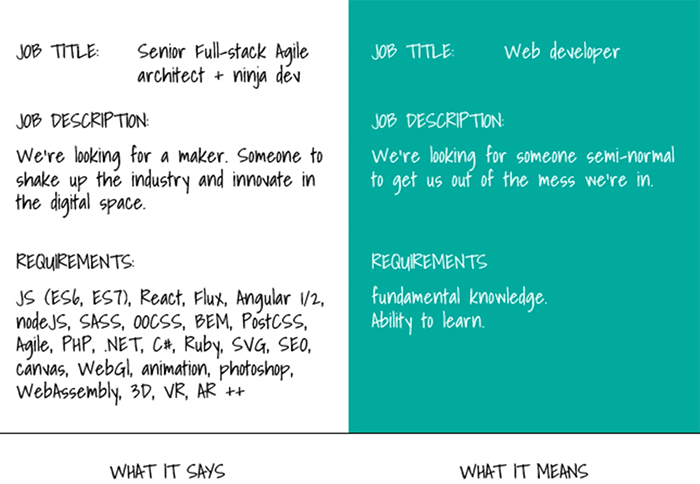 JOB TITLE: Senior Full-stack Agile
architect + ninja dev
JOB DESCRIPTION:
We're looking for a maker. Someone to
shake up the industry and innovate in
the digital space.
REQUIREMENTS:
JS (ES6, ES7), React, Flux, Angular 1/2,
nodeJS, SASS, OOCSS, BEM, PostCSS,
Agile, PHP, .NET, C#, Ruby, SVG, SEO,
canvas, WebGl, animation, photoshop,
WebAssembly, 3D, VR, AR ++
WHAT IT SAYS
JOB TITLE: Web developer
JOB DESCRIPTION:
We're looking for someone semi-normal
to get us out of the mess we're in.
REQUIREMENTS
fundamental knowledge.
Ability to learn.
WHAT IT MEANS